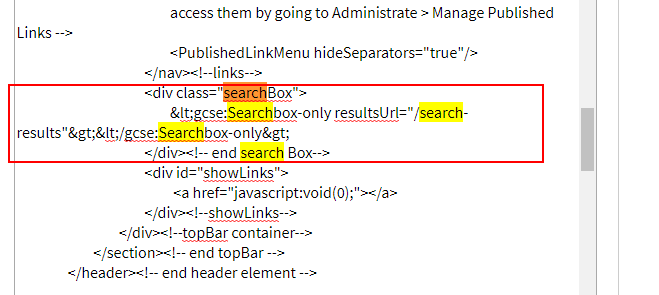 access them by going to Administrate > Manage Published
Links -->
<PublishedLinkMenu hideSeparators="true"/>
</nav><!--links-->
<div class="searchBox">
&lt;gcse:Searchbox-only resultsUrl="/search-
results"&gt;&lt;/gcse:Searchbox-only&gt;
</div><!-- end search Box-->
<div id="showLinks">
<a href="javascript:void(0);"></a>
</div><!--showLinks-->
</div><!--topBar container-->
</section><!-- end topBar -->
</header><!-- end header element -->